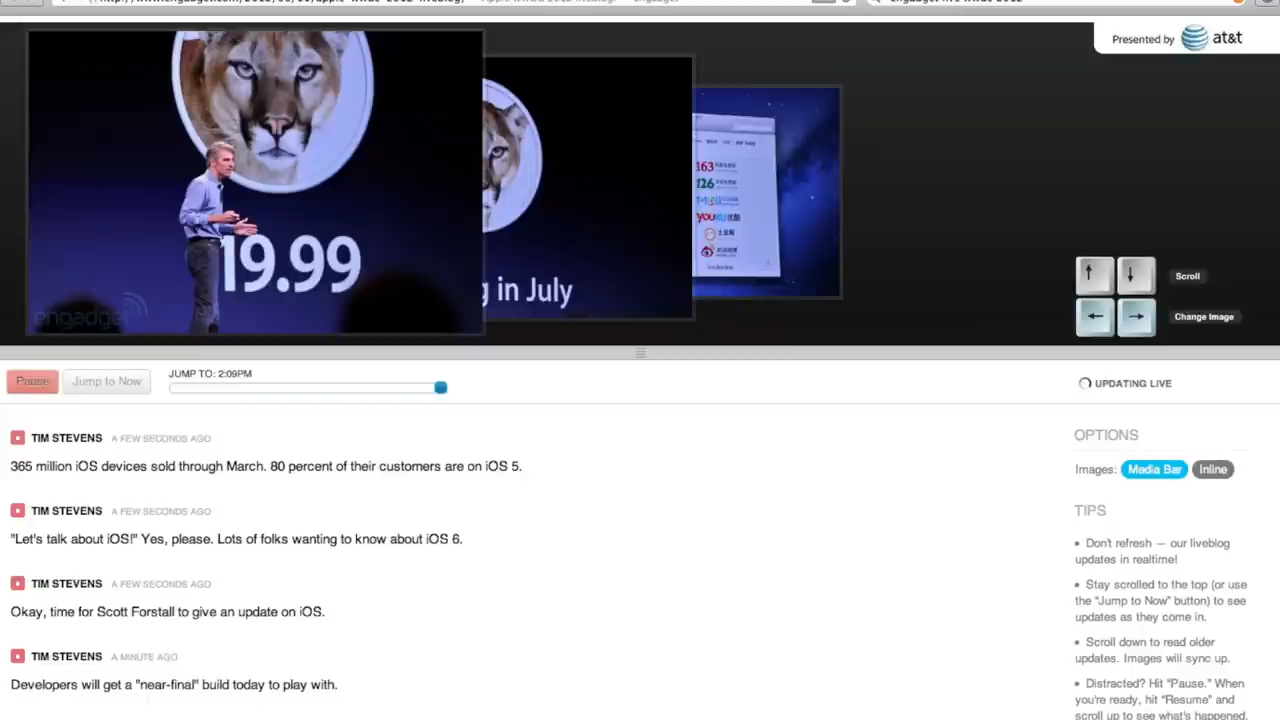 Presented by at&t
19.99
g in July
163
126
engadget
Scroll
Change Image
Pause
Jump to Now
JUMP TO: 2:09PM
UPDATING LIVE
TIM STEVENS A FEW SECONDS AGO
365 million iOS devices sold through March. 80 percent of their customers are on iOS 5.
TIM STEVENS A FEW SECONDS AGO
"Let's talk about iOS!" Yes, please. Lots of folks wanting to know about iOS 6.
TIM STEVENS A FEW SECONDS AGO
Okay, time for Scott Forstall to give an update on iOS.
TIM STEVENS A MINUTE AGO
Developers will get a "near-final" build today to play with.
OPTIONS
Images: Media Bar Inline
TIPS
• Don't refresh — our liveblog
updates in realtime!
• Stay scrolled to the top (or use
the "Jump to Now" button) to see
updates as they come in.
• Scroll down to read older
updates. Images will sync up.
• Distracted? Hit "Pause." When
you're ready, hit "Resume" and
scroll up to see what's happened.